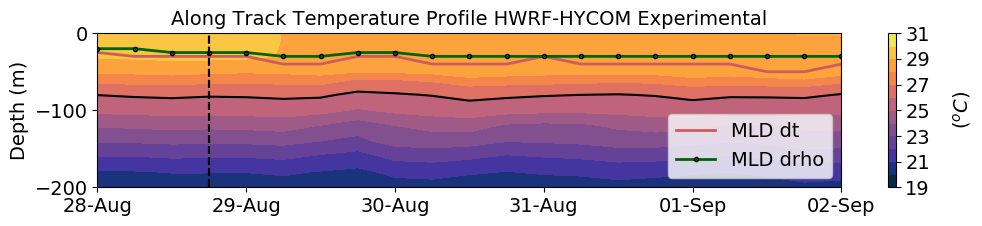 Along Track Temperature Profile HWRF-HYCOM Experimental
Depth (m)
0
−100
−200
28-Aug 29-Aug 30-Aug 31-Aug 01-Sep 02-Sep
MLD dt
MLD drho
31
29
27
25
23
21
19
(°C)